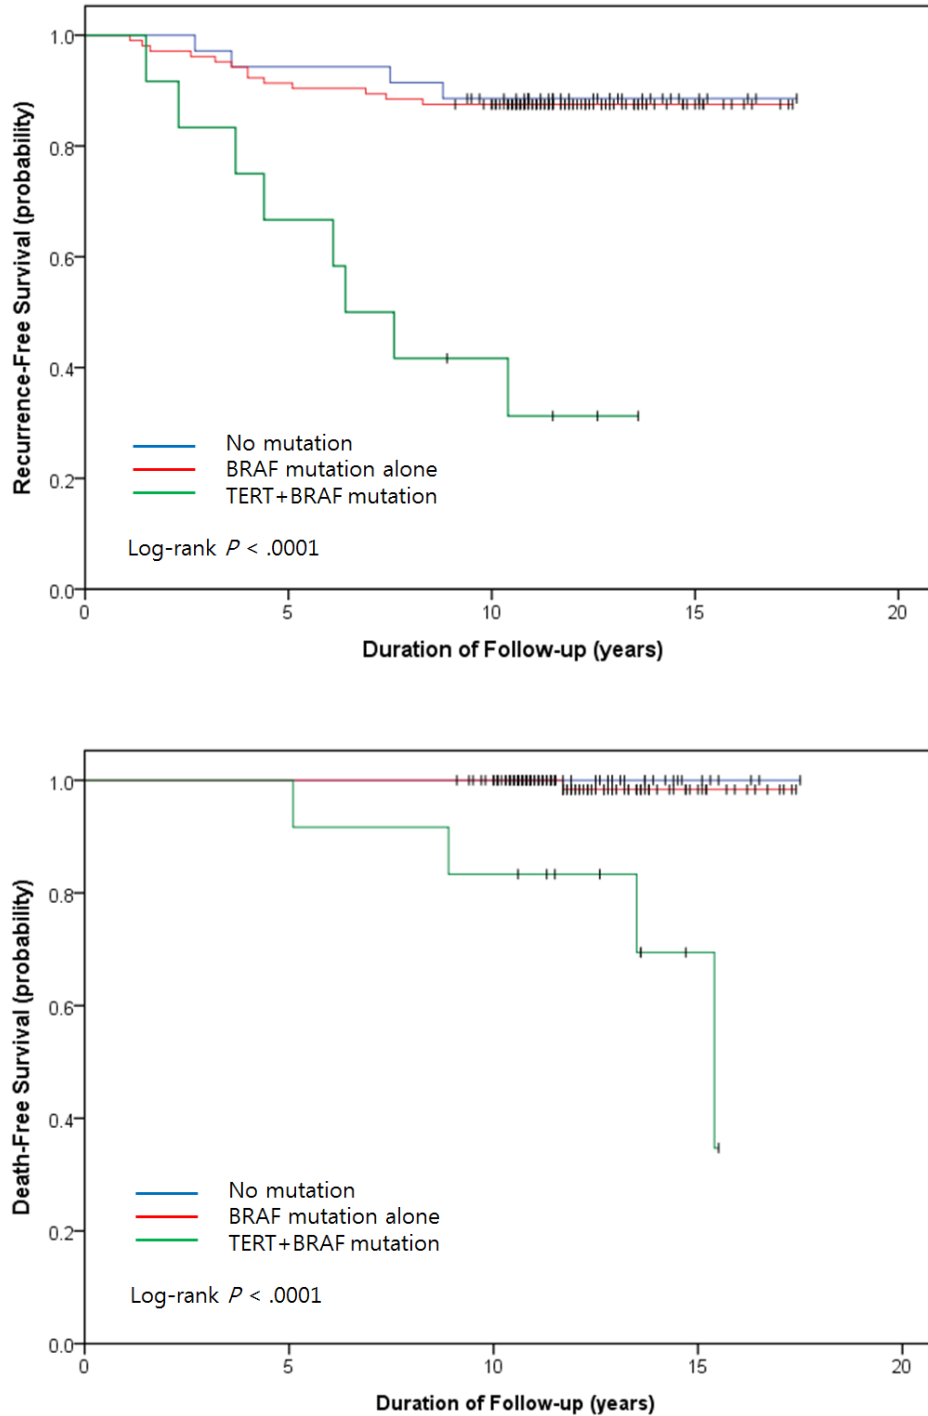 Recurrence-Free Survival (probability)
1.0
0.8
0.6
0.4
0.2
0.0
No mutation
BRAF mutation alone
TERT+BRAF mutation
Log-rank P < .0001
0 5 10 15 20
Duration of Follow-up (years)
Death-Free Survival (probability)
1.0
0.8
0.6
0.4
0.2
0.0
No mutation
BRAF mutation alone
TERT+BRAF mutation
Log-rank P < .0001
0 5 10 15 20
Duration of Follow-up (years)